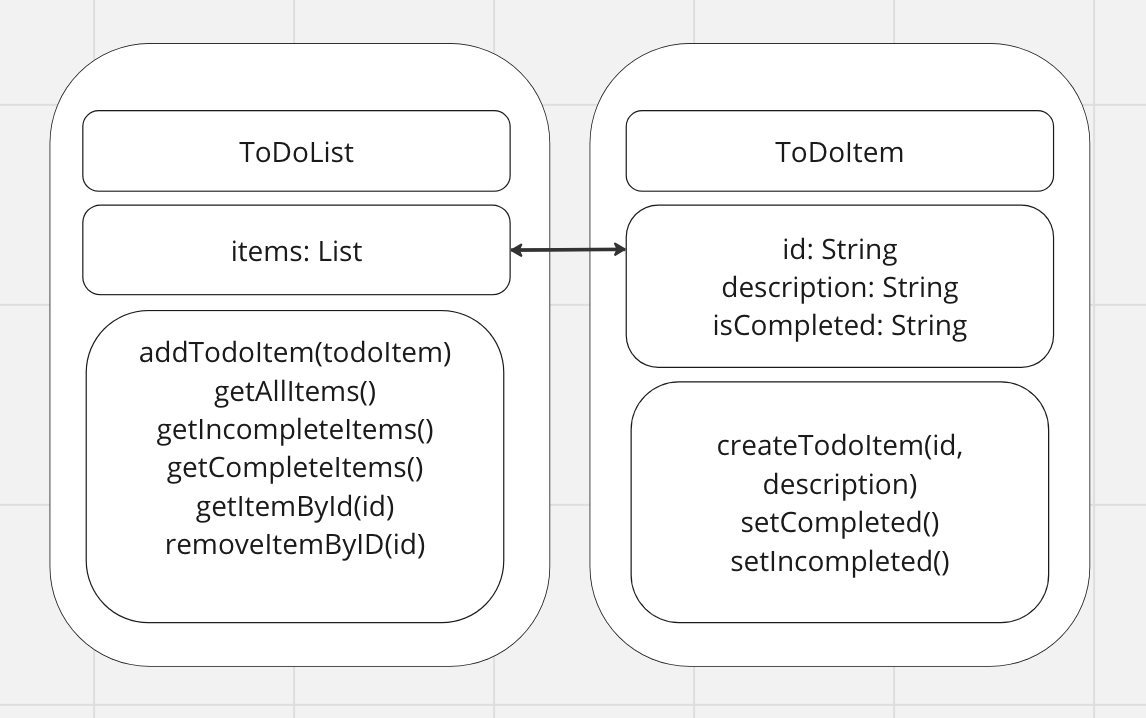 ToDoList
items: List
addTodoItem(todoItem)
getAllItems()
getIncompleteItems()
getCompleteItems()
getItemById(id)
removeItemByID(id)
ToDoItem
id: String
description: String
isCompleted: String
createTodoItem(id,
description)
setCompleted()
setIncompleted()